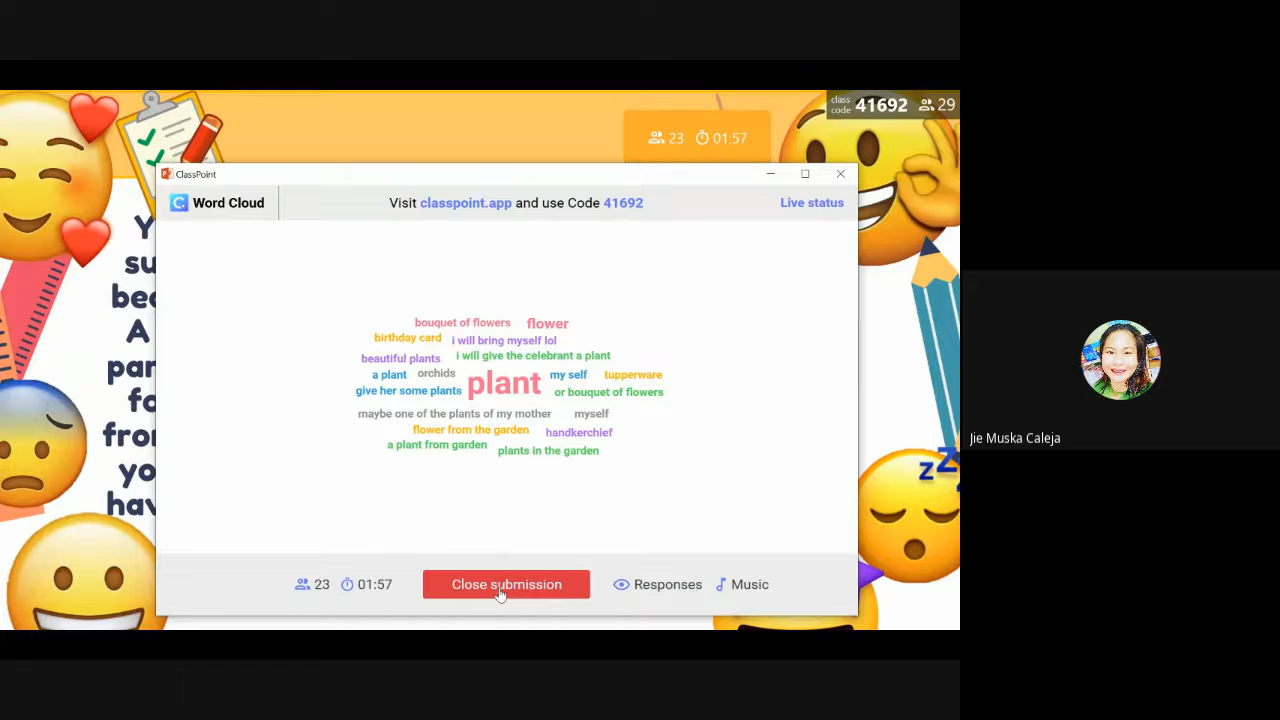 class code 41692 29
23 01:57
ClassPoint
Word Cloud
Visit classpoint.app and use Code 41692
Live status
bouquet of flowers flower
birthday card i will bring myself lol
beautiful plants i will give the celebrant a plant
a plant orchids plant my self tupperware
give her some plants or bouquet of flowers
maybe one of the plants of my mother myself
flower from the garden handkerchief
a plant from garden plants in the garden
23 01:57
Close submission
Responses
Music
A
zZ
Jie Muska Caleja